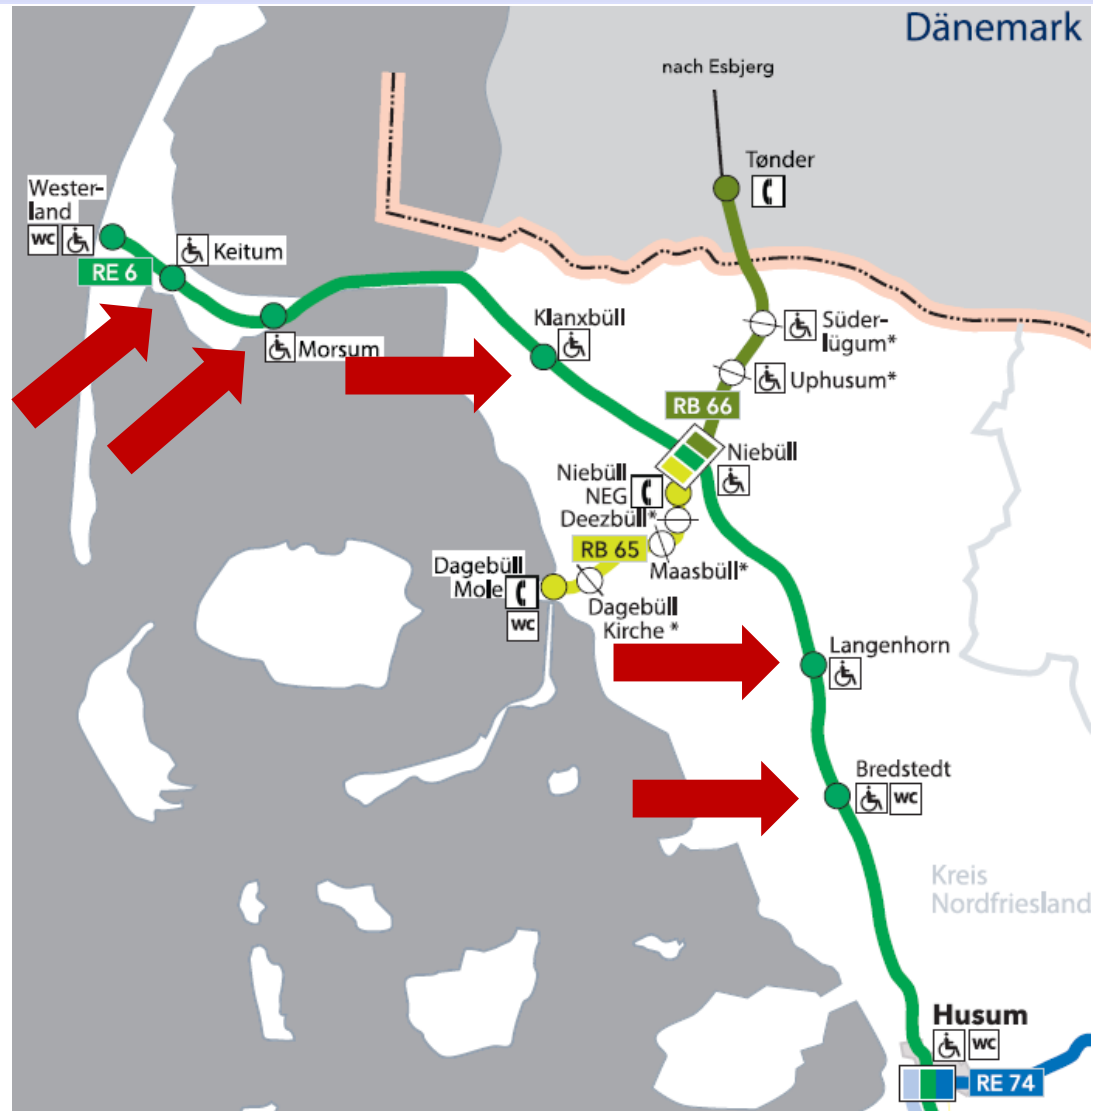 Dänemark
nach Esbjerg
Tønder
Wester-
land
WC
Keitum
RE 6
Morsum
Klanxbüll
Süder-
lügum*
Uphusum*
RB 66
Niebüll
Niebüll
NEG
Deezbüll*
RB 65
Maasbüll*
Dagebüll
Mole
WC
Dagebüll
Kirche *
Langenhorn
Bredstedt
WC
Kreis
Nordfriesland
Husum
WC
RE 74